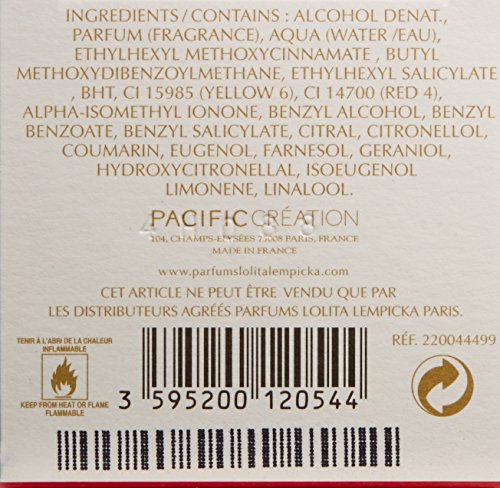 INGREDIENTS / CONTAINS : ALCOHOL DENAT.,
PARFUM (FRAGRANCE), AQUA (WATER /EAU),
ETHYLHEXYL METHOXYCINNAMATE , BUTYL
METHOXYDIBENZOYLMETHANE, ETHYLHEXYL SALICYLATE
, BHT, CI 15985 (YELLOW 6), CI 14700 (RED 4),
ALPHA-ISOMETHYL IONONE, BENZYL ALCOHOL, BENZYL
BENZOATE, BENZYL SALICYLATE, CITRAL, CITRONELLOL,
COUMARIN, EUGENOL, FARNESOL, GERANIOL,
HYDROXYCITRONELLAL, ISOEUGENOL
LIMONENE, LINALOOL.
PACIFIC CRÉATION
104, CHAMPS-ELYSÉES 75008 PARIS, FRANCE
MADE IN FRANCE
www.parfumslolitalempicka.com
CET ARTICLE NE PEUT ÊTRE VENDU QUE PAR
LES DISTRIBUTEURS AGRÉÉS PARFUMS LOLITA LEMPICKA PARIS.
TENIR À L'ABRI DE LA CHALEUR
INFLAMMABLE
KEEP FROM HEAT OR FLAME
FLAMMABLE
RÉF. 220044499
3 595200 120544